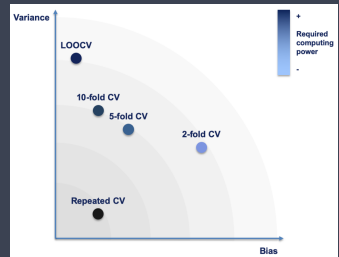 Variance
+
Required
computing
power
-
LOOCV
10-fold CV
5-fold CV
2-fold CV
Repeated CV
Bias